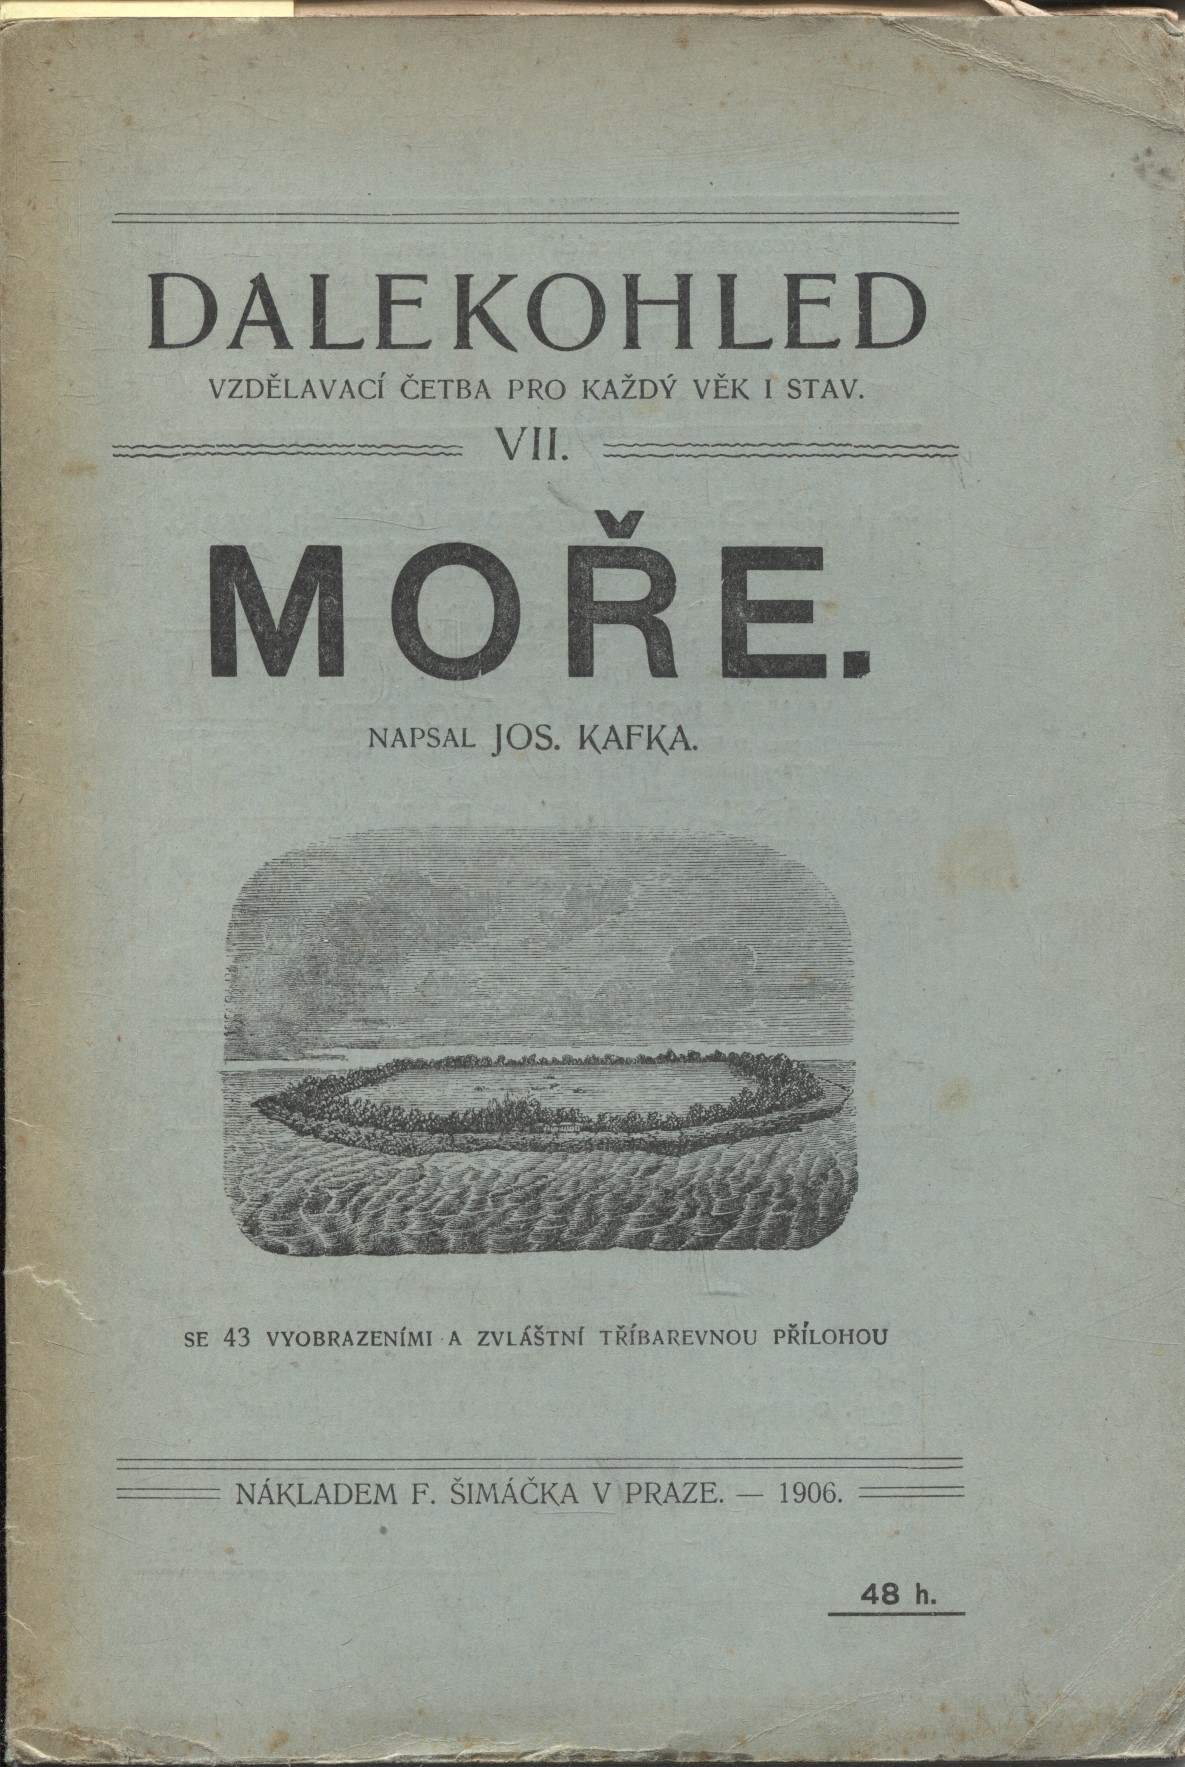 DALEKOHLED
VZDĚLAVACÍ ČETBA PRO KAŽDÝ VĚK I STAV.
VII.
MOŘE.
NAPSAL JOS. KAFKA.
SE 43 VYOBRAZENÍMI A ZVLÁŠTNÍ TŘÍBAREVNOU PŘÍLOHOU
NÁKLADEM F. ŠIMÁČKA V PRAZE. — 1906.
48 h.